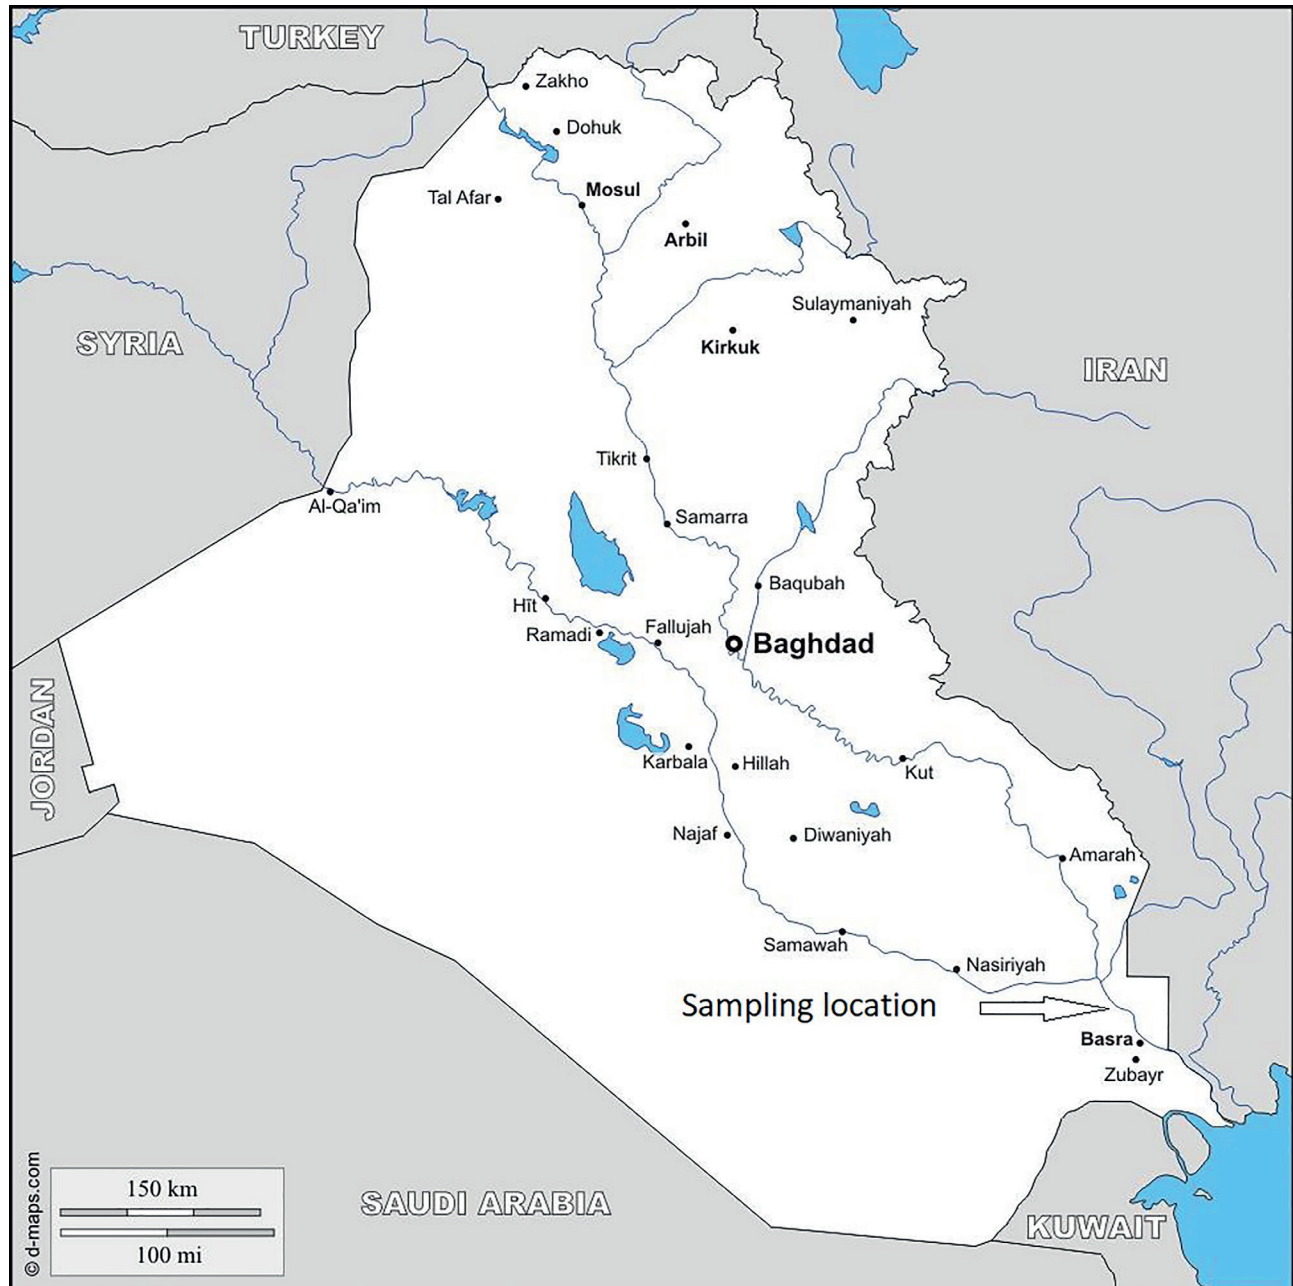 TURKEY
Zakho
Dohuk
Tal Afar
Mosul
Arbil
Sulaymaniyah
SYRIA
Kirkuk
IRAN
Tikrit
Al-Qa'im
Samarra
Baqubah
Hīt
Ramadi
Fallujah
Baghdad
JORDAN
Karbala
Hillah
Kut
Najaf
Diwaniyah
Amarah
Samawah
Nasiriyah
Sampling location
Basra
Zubayr
© d-maps.com
150 km
100 mi
SAUDI ARABIA
KUWAIT